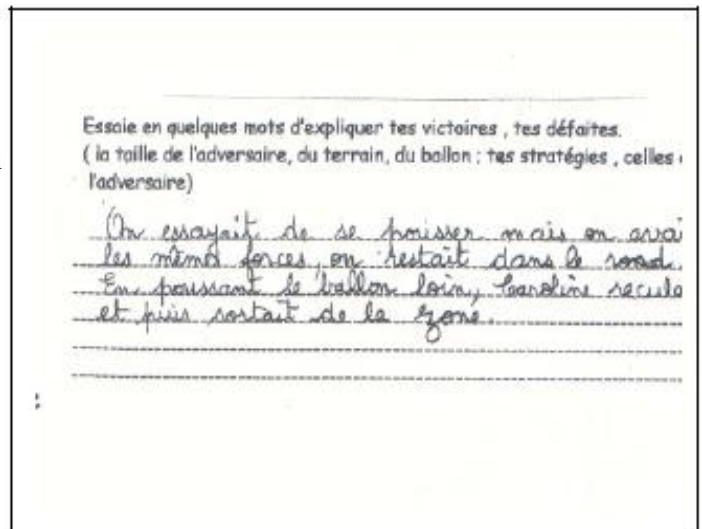 Essaie en quelques mots d'expliquer tes victoires , tes défaites.
( la taille de l'adversaire, du terrain, du ballon ; tes stratégies , celles
l'adversaire)
On essayait de se pousser mais on avai
les même forces, on restait dans le rond.
En poussant le ballon loin, Caroline recule
et puis sortait de la zone.